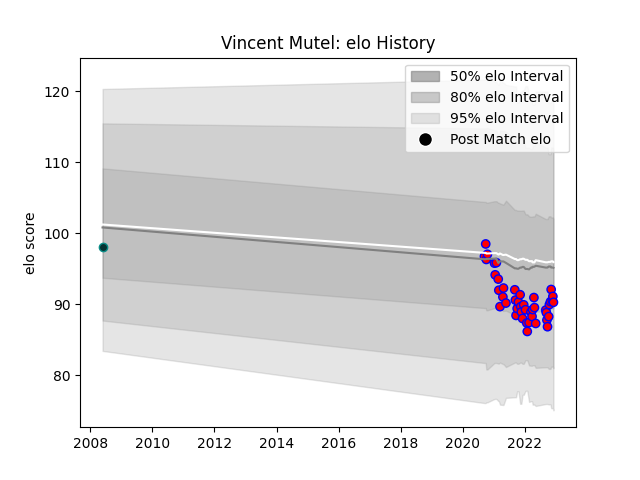 Vincent Mutel: elo History
50% elo Interval
80% elo Interval
95% elo Interval
Post Match elo
elo score
120
110
100
90
80
2008 2010 2012 2014 2016 2018 2020 2022